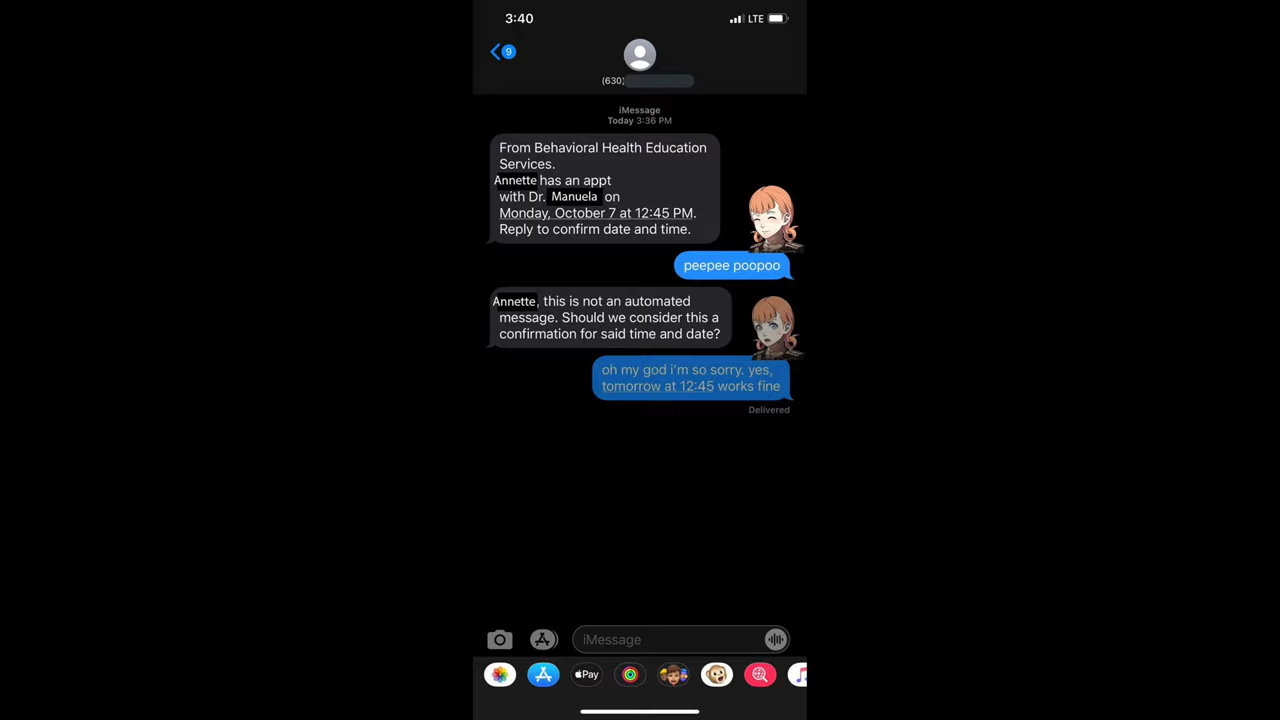 3:40
LTE
9
(630)
iMessage
Today 3:36 PM
From Behavioral Health Education
Services.
Annette has an appt
with Dr. Manuela on
Monday, October 7 at 12:45 PM.
Reply to confirm date and time.
peepee poopoo
Annette, this is not an automated
message. Should we consider this a
confirmation for said time and date?
oh my god i'm so sorry. yes,
tomorrow at 12:45 works fine
Delivered
iMessage
Pay